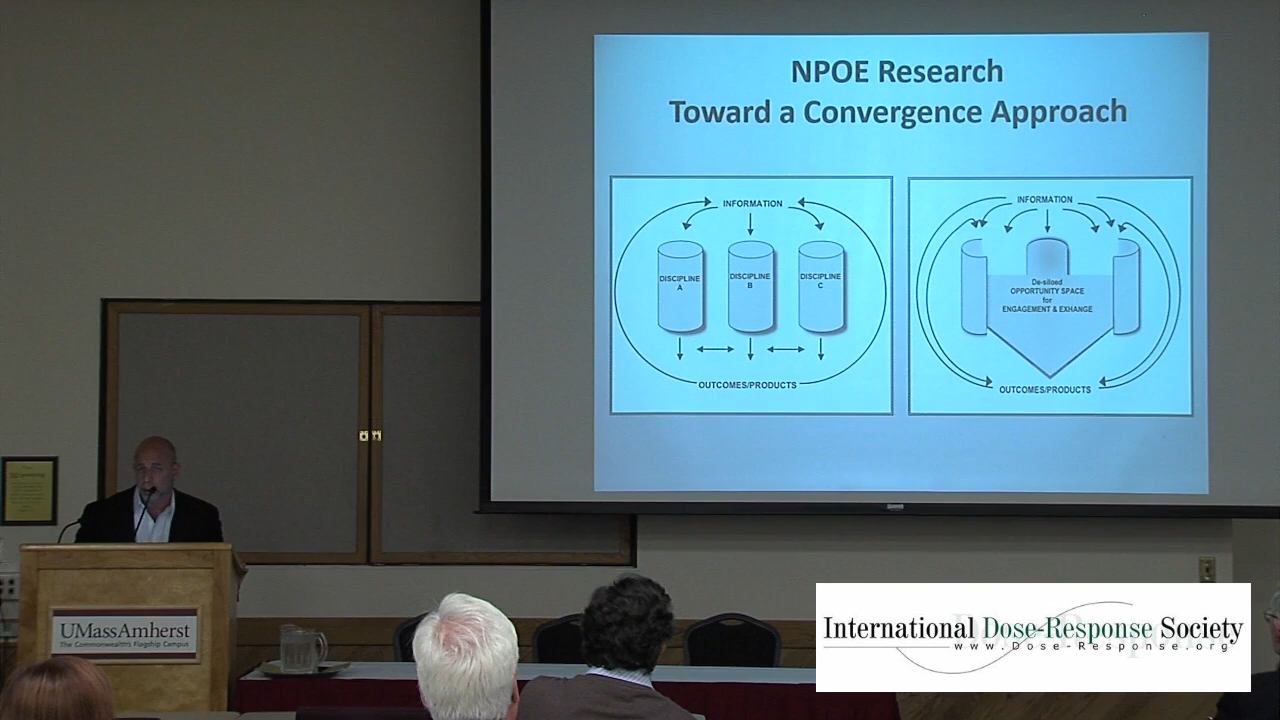 NPOE Research
Toward a Convergence Approach
INFORMATION
DISCIPLINE
A
DISCIPLINE
B
DISCIPLINE
C
OUTCOMES/PRODUCTS
INFORMATION
De-siloed
OPPORTUNITY SPACE
for
ENGAGEMENT & EXHANGE
OUTCOMES/PRODUCTS
UMassAmherst
The Commonwealth's Flagship Campus
International Dose-Response Society
www.Dose-Response.org